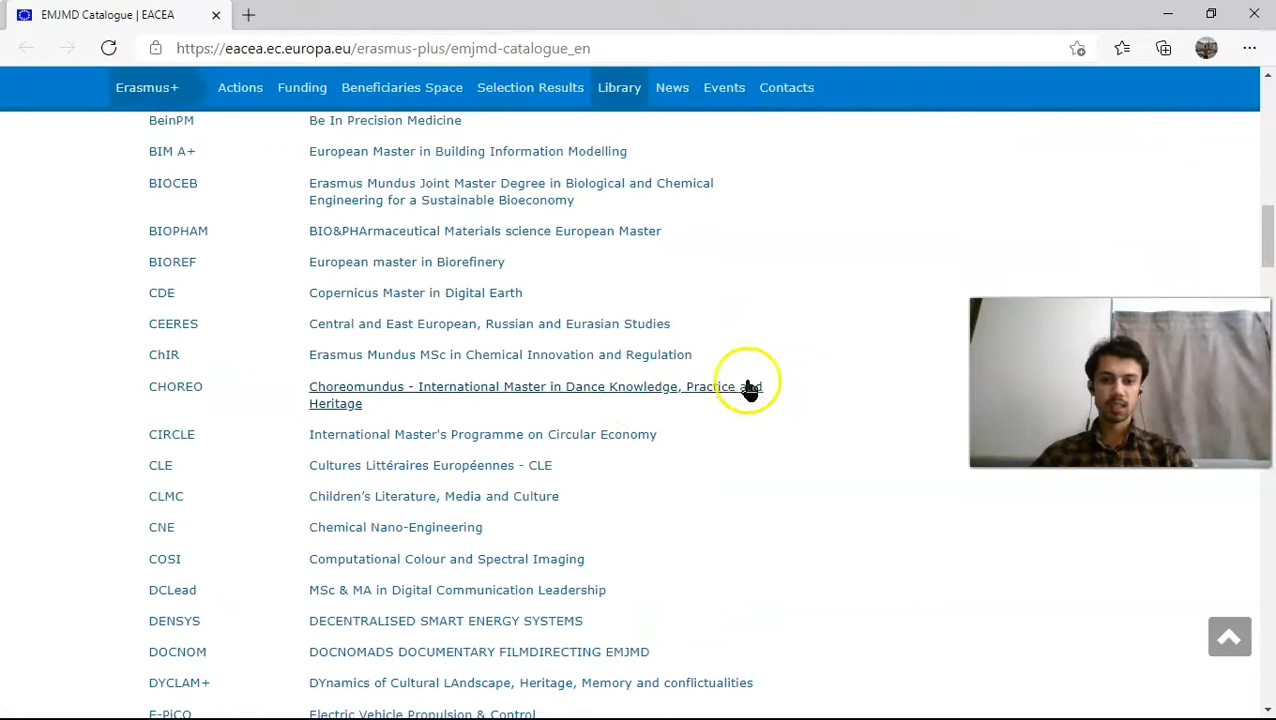 EMJMD Catalogue | EACEA
https://eacea.ec.europa.eu/erasmus-plus/emjmd-catalogue_en
Erasmus+ Actions Funding Beneficiaries Space Selection Results Library News Events Contacts
BeinPM Be In Precision Medicine
BIM A+ European Master in Building Information Modelling
BIOCEB Erasmus Mundus Joint Master Degree in Biological and Chemical
Engineering for a Sustainable Bioeconomy
BIOPHAM BIO&PHArmaceutical Materials science European Master
BIOREF European master in Biorefinery
CDE Copernicus Master in Digital Earth
CEERES Central and East European, Russian and Eurasian Studies
ChIR Erasmus Mundus MSc in Chemical Innovation and Regulation
CHOREO Choreomundus - International Master in Dance Knowledge, Practice and
Heritage
CIRCLE International Master's Programme on Circular Economy
CLE Cultures Littéraires Européennes - CLE
CLMC Children’s Literature, Media and Culture
CNE Chemical Nano-Engineering
COSI Computational Colour and Spectral Imaging
DCLead MSc & MA in Digital Communication Leadership
DENSYS DECENTRALISED SMART ENERGY SYSTEMS
DOCNOM DOCNOMADS DOCUMENTARY FILMDIRECTING EMJMD
DYCLAM+ DYnamics of Cultural LAndscape, Heritage, Memory and conflictualities
E-PiCO Electric Vehicle Propulsion & Control